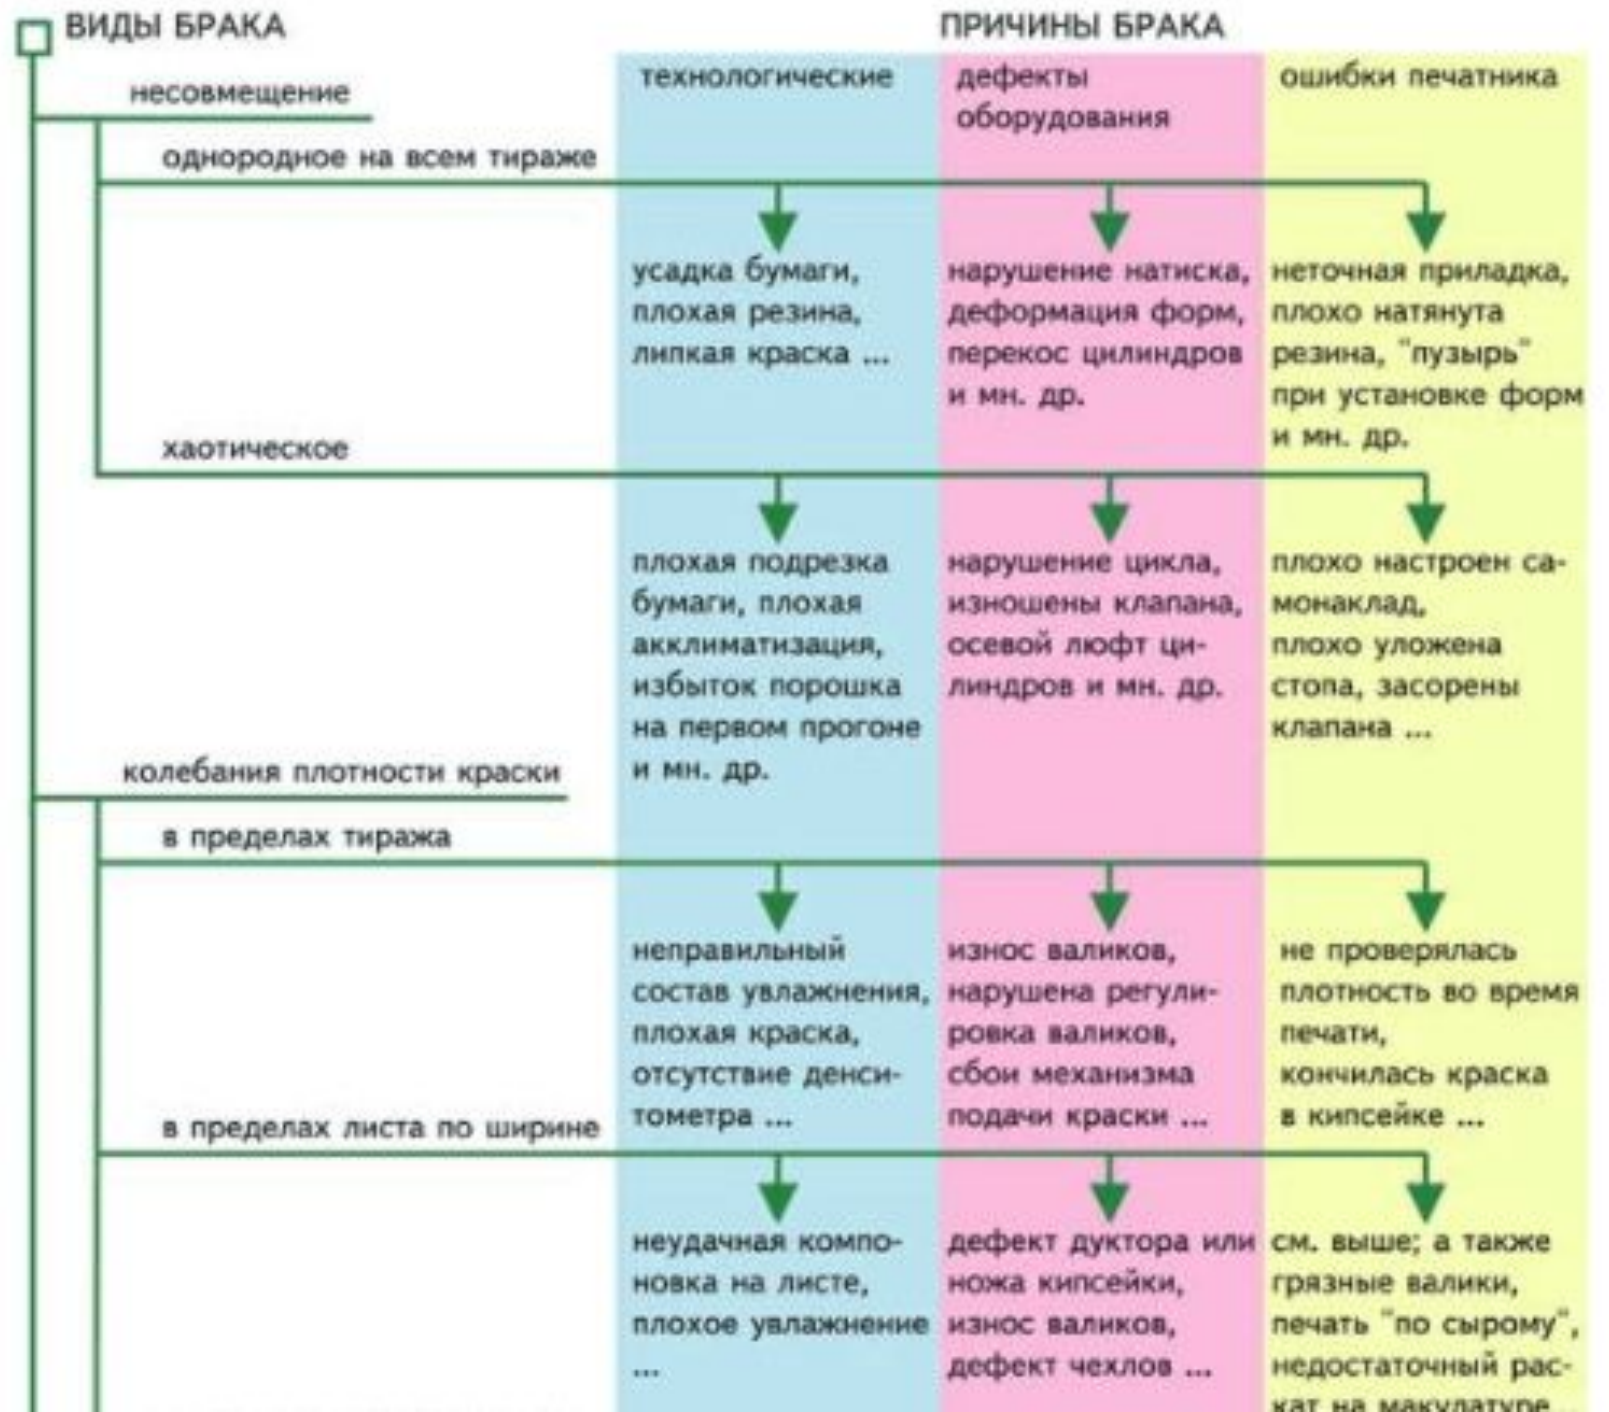 ВИДЫ БРАКА
ПРИЧИНЫ БРАКА
технологические
дефекты
оборудования
ошибки печатника
несовмещение
однородное на всем тираже
усадка бумаги,
плохая резина,
липкая краска ...
нарушение натиска,
деформация форм,
перекос цилиндров
и мн. др.
неточная приладка,
плохо натянута
резина, "пузырь"
при установке форм
и мн. др.
хаотическое
плохая подрезка
бумаги, плохая
акклиматизация,
избыток порошка
на первом прогоне
и мн. др.
нарушение цикла,
изношены клапана,
осевой люфт ци-
линдров и мн. др.
плохо настроен са-
монаклад,
плохо уложена
стопа, засорены
клапана ...
колебания плотности краски
в пределах тиража
неправильный
состав увлажнения,
плохая краска,
отсутствие денси-
тометра ...
износ валиков,
нарушена регули-
ровка валиков,
сбои механизма
подачи краски ...
не проверялась
плотность во время
печати,
кончилась краска
в кипсейке ...
в пределах листа по ширине
неудачная компо-
новка на листе,
плохое увлажнение
...
дефект дуктора или
ножа кипсейки,
износ валиков,
дефект чехлов ...
см. выше; а также
грязные валики,
печать "по сырому",
недостаточный рас-
кат на макулатуре...